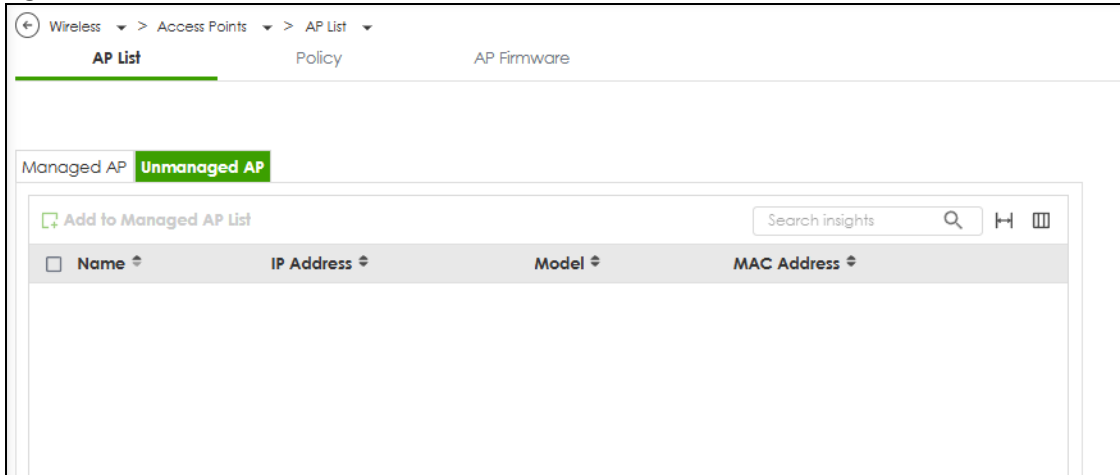 Wireless > Access Points > AP List
AP List Policy AP Firmware
Managed AP Unmanaged AP
Add to Managed AP List Search insights
Name IP Address Model MAC Address